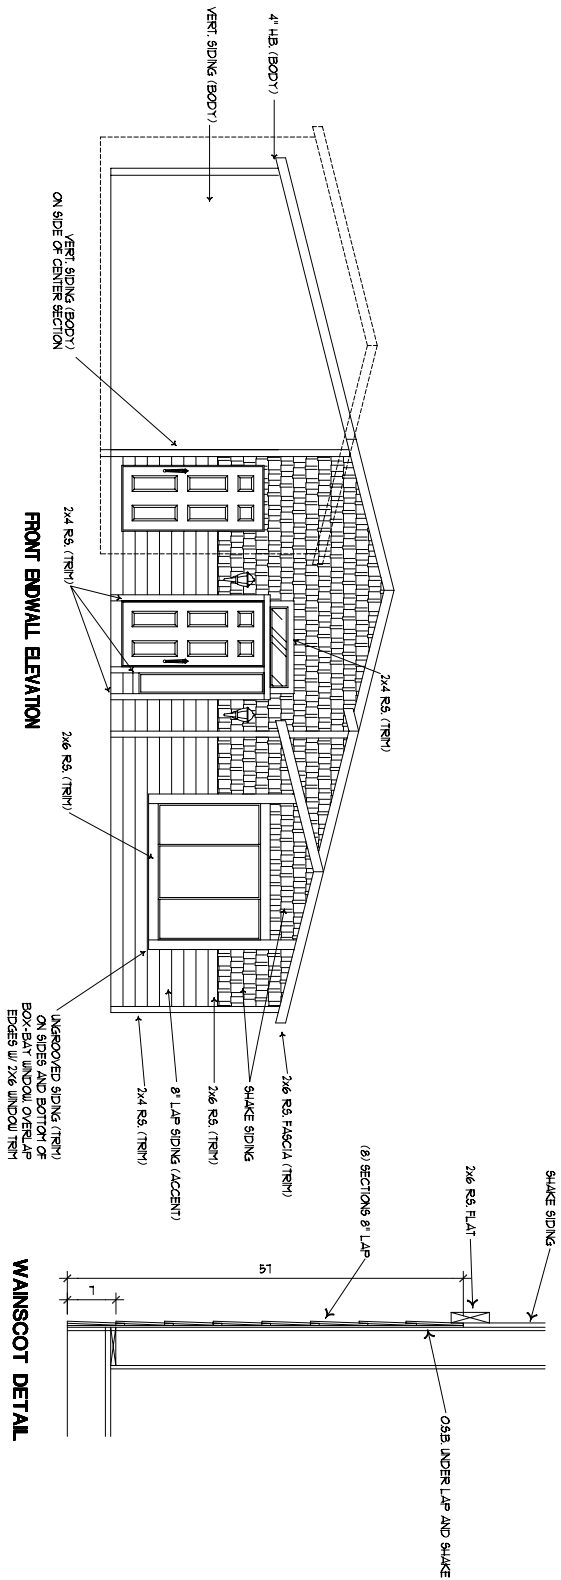 4" H.B. (BODY)
VERT. SIDING (BODY)
VERT. SIDING (BODY)
ON SIDE OF CENTER SECTION
2x4 R.S. (TRIM)
2x4 R.S. (TRIM)
2x6 R.S. (TRIM)
2x6 R.S. FASCIA (TRIM)
SHAKE SIDING
2x6 R.S. (TRIM)
8" LAP SIDING (ACCENT)
2x4 R.S. (TRIM)
UNGROOVED SIDING (TRIM)
ON SIDES AND BOTTOM OF
BOX-BAY WINDOW. OVERLAP
EDGES W/ 2X6 WINDOW TRIM
FRONT ENDWALL ELEVATION
SHAKE SIDING
2x6 R.S. FLAT
(8) SECTIONS 8" LAP
57
7
O.S.B. UNDER LAP AND SHAKE
WAINSCOT DETAIL